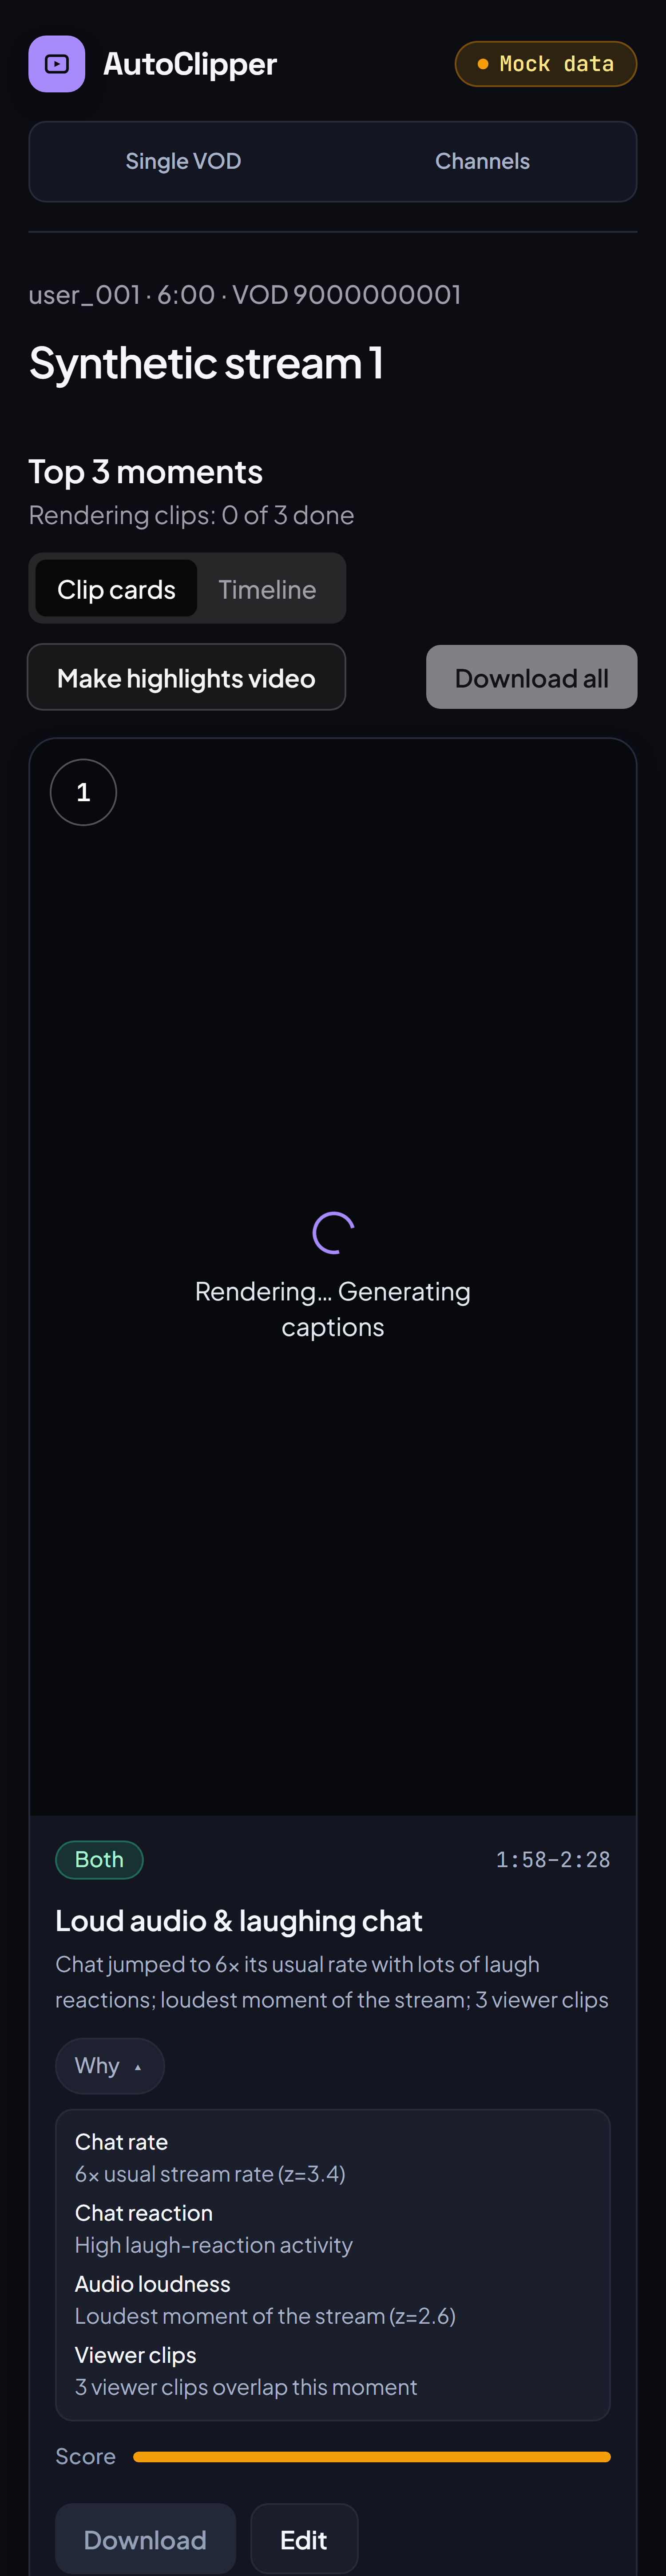 AutoClipper
Mock data
Single VOD
Channels
user_001 · 6:00 · VOD 9000000001
Synthetic stream 1
Top 3 moments
Rendering clips: 0 of 3 done
Clip cards
Timeline
Make highlights video
Download all
1
Rendering… Generating
captions
Both
1:58–2:28
Loud audio & laughing chat
Chat jumped to 6× its usual rate with lots of laugh
reactions; loudest moment of the stream; 3 viewer clips
Why ▲
Chat rate
6× usual stream rate (z=3.4)
Chat reaction
High laugh-reaction activity
Audio loudness
Loudest moment of the stream (z=2.6)
Viewer clips
3 viewer clips overlap this moment
Score
Download
Edit